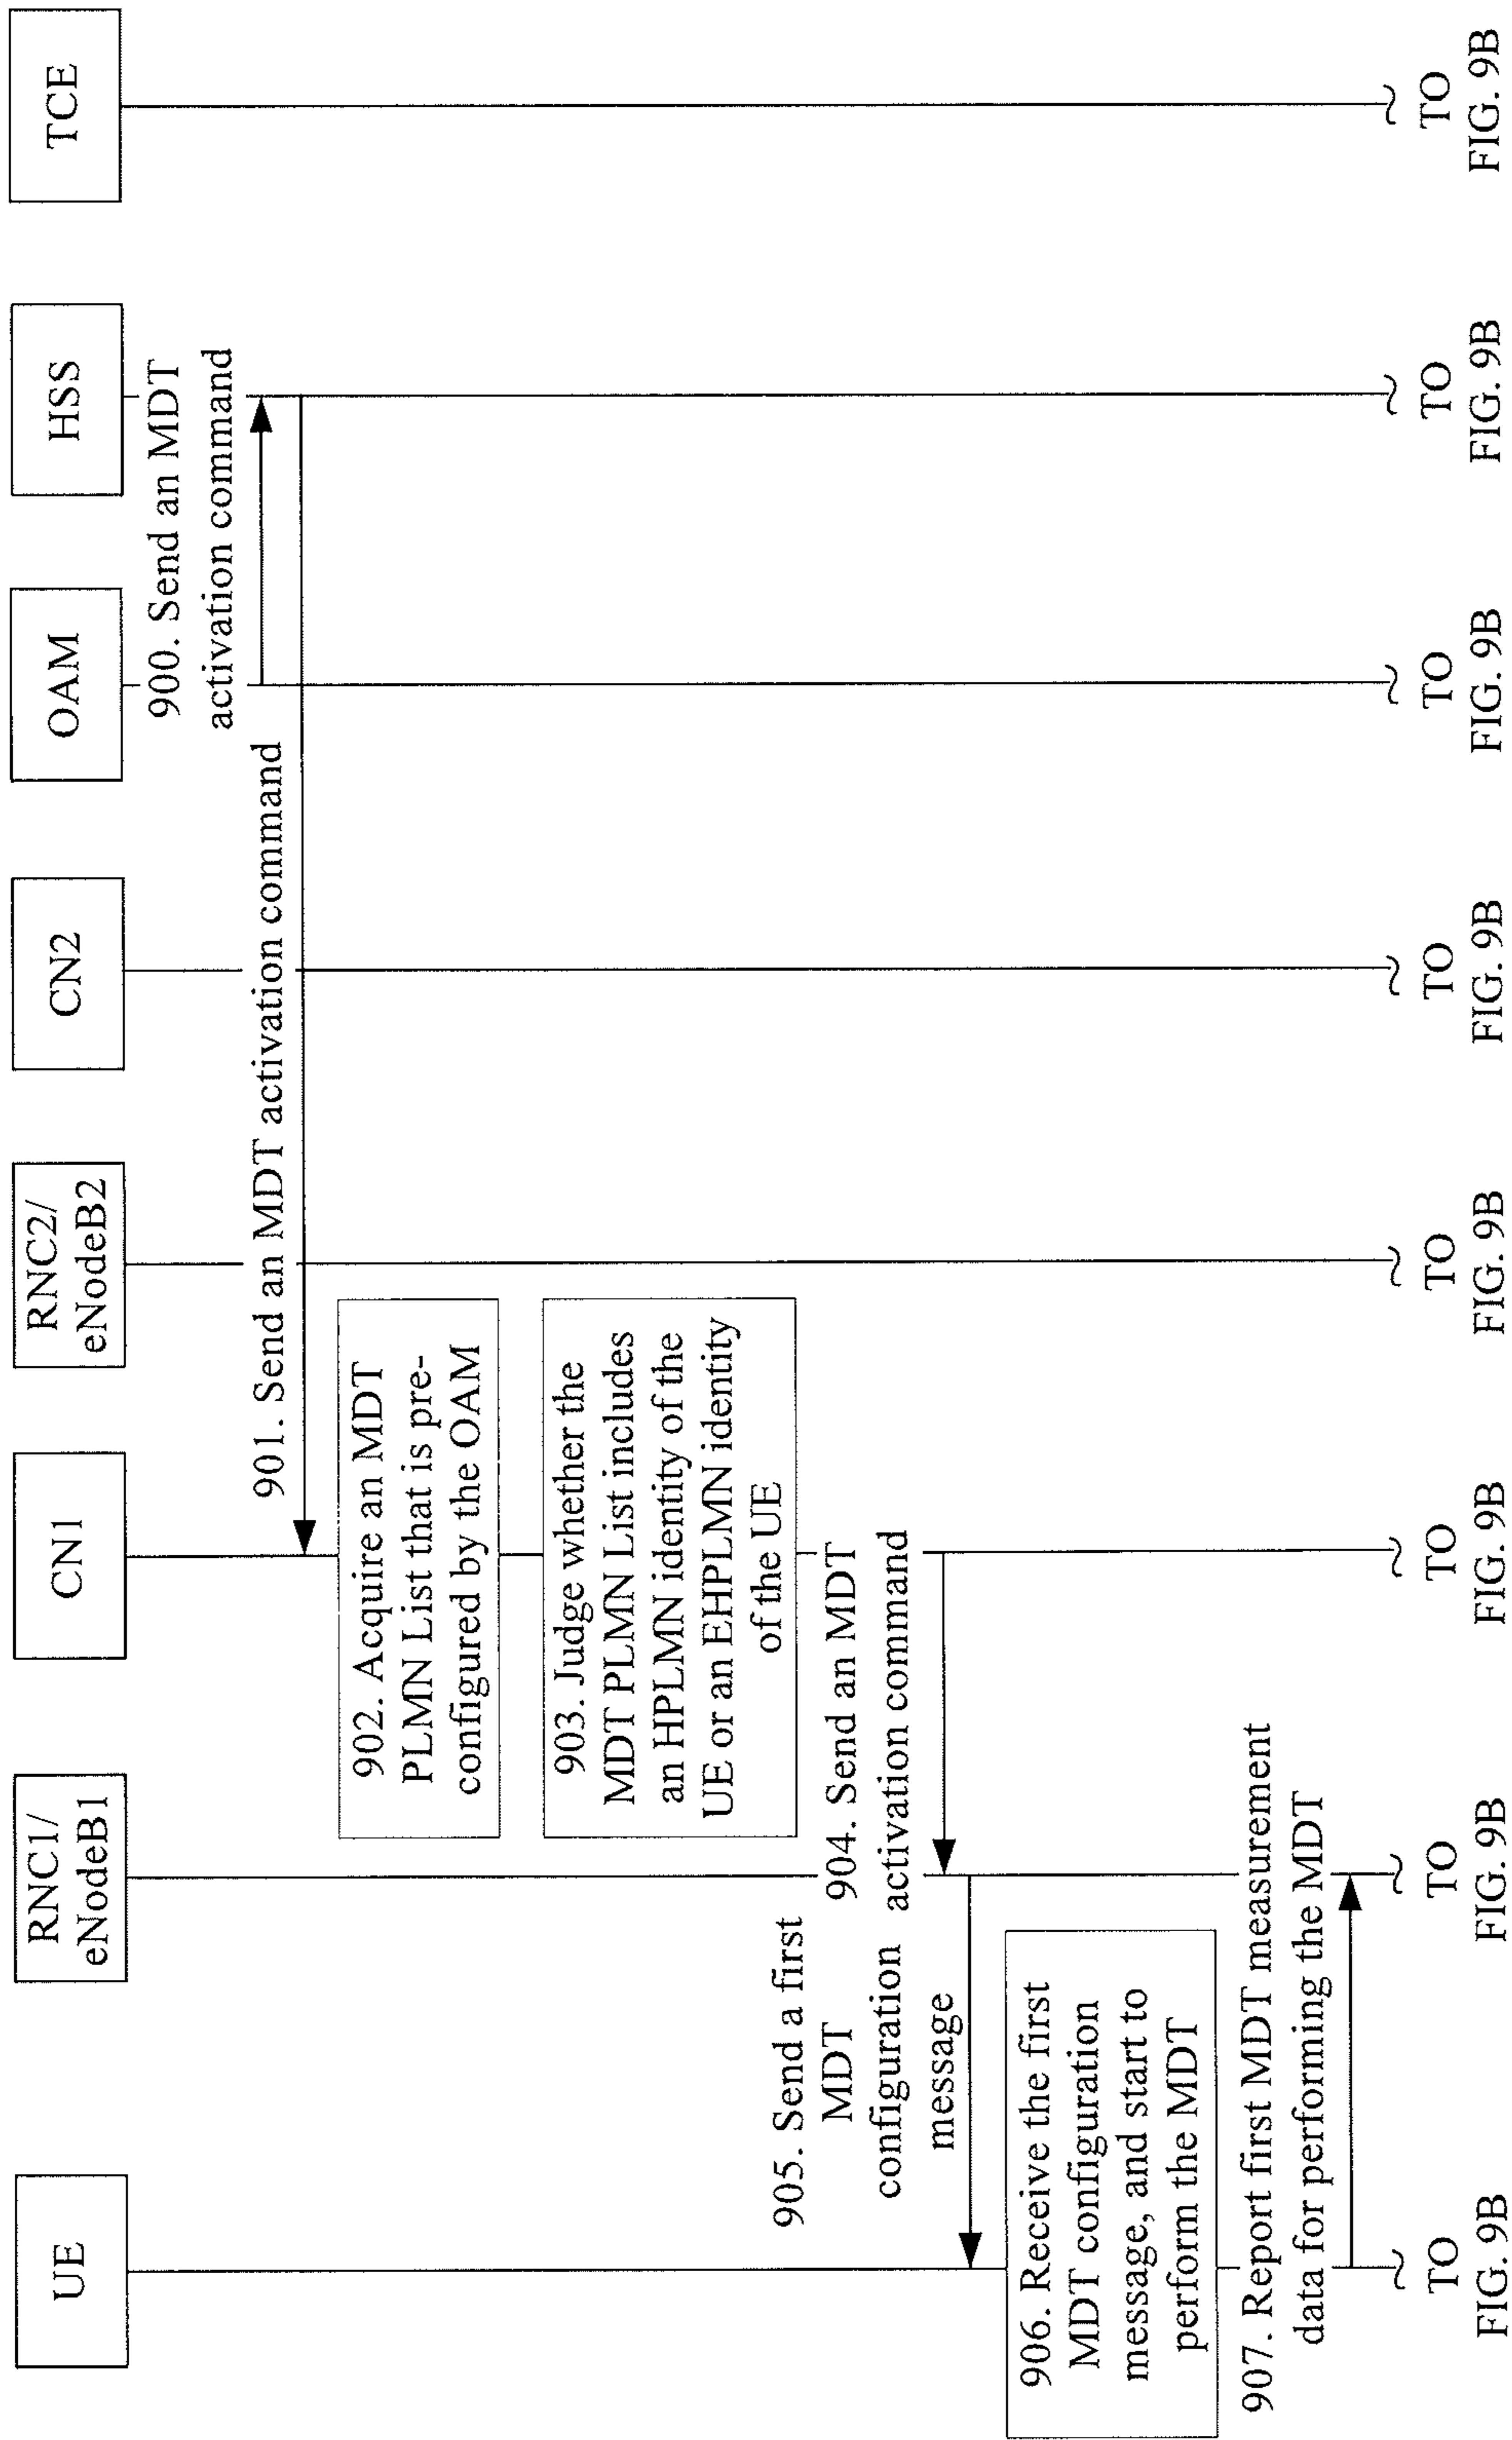 UE
RNC1/
eNodeB1
CN1
RNC2/
eNodeB2
CN2
OAM
HSS
TCE
900. Send an MDT
activation command
901. Send an MDT activation command
902. Acquire an MDT
PLMN List that is pre-
configured by the OAM
903. Judge whether the
MDT PLMN List includes
an HPLMN identity of the
UE or an EHPLMN identity
of the UE
904. Send an MDT
activation command
905. Send a first
MDT
configuration
message
906. Receive the first
MDT configuration
message, and start to
perform the MDT
907. Report first MDT measurement
data for performing the MDT
TO
FIG. 9B
TO
FIG. 9B
TO
FIG. 9B
TO
FIG. 9B
TO
FIG. 9B
TO
FIG. 9B
TO
FIG. 9B
TO
FIG. 9B